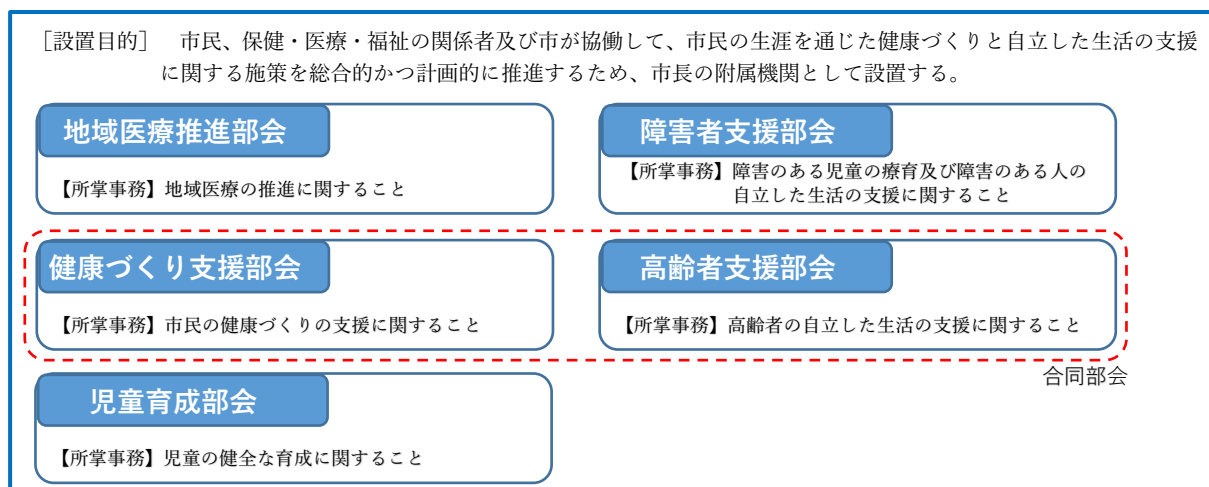 ［設置目的］　市民、保健・医療・福祉の関係者及び市が協働して、市民の生涯を通じた健康づくりと自立した生活の支援
に関する施策を総合的かつ計画的に推進するため、市長の附属機関として設置する。
地域医療推進部会
【所掌事務】地域医療の推進に関すること
障害者支援部会
【所掌事務】障害のある児童の療育及び障害のある人の
自立した生活の支援に関すること
健康づくり支援部会
【所掌事務】市民の健康づくりの支援に関すること
高齢者支援部会
【所掌事務】高齢者の自立した生活の支援に関すること
合同部会
児童育成部会
【所掌事務】児童の健全な育成に関すること